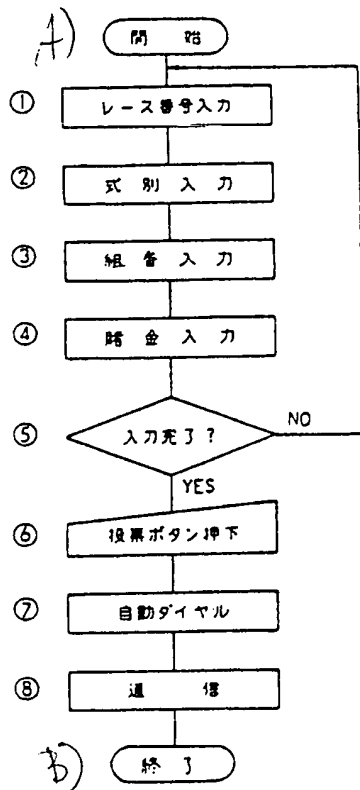 A) 開始
① レース番号入力
② 式別入力
③ 組番入力
④ 賭金入力
⑤ 入力完了? NO
YES
⑥ 投票ボタン押下
⑦ 自動ダイヤル
⑧ 通信
B) 終了